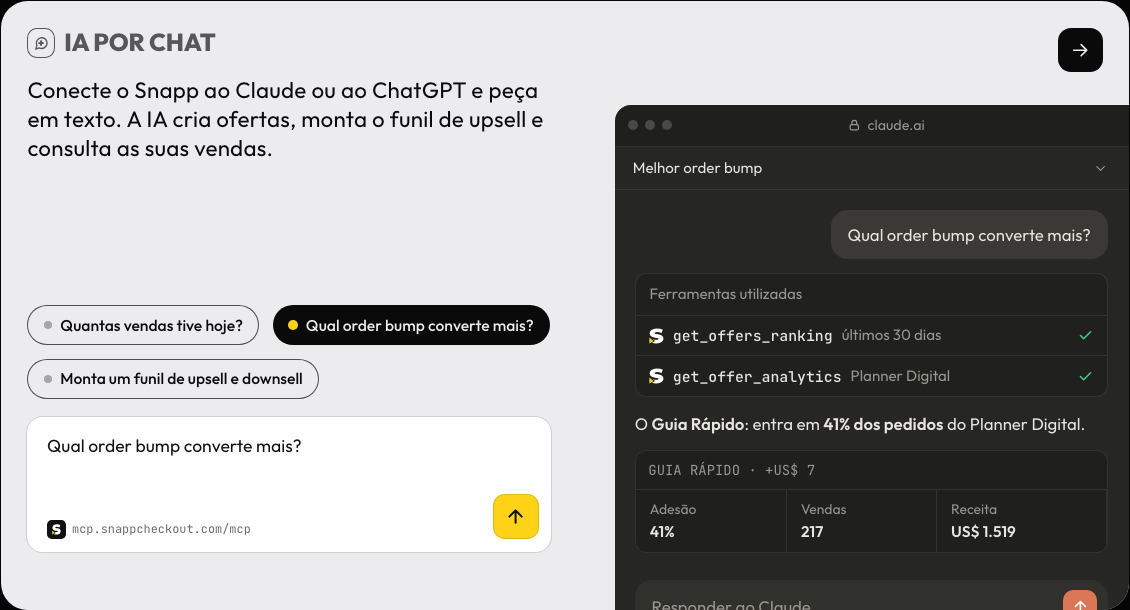 IA POR CHAT
Conecte o Snapp ao Claude ou ao ChatGPT e peça
em texto. A IA cria ofertas, monta o funil de upsell e
consulta as suas vendas.
Quantas vendas tive hoje?
Qual order bump converte mais?
Monta um funil de upsell e downsell
Qual order bump converte mais?
S mcp.snappcheckout.com/mcp
claude.ai
Melhor order bump
Qual order bump converte mais?
Ferramentas utilizadas
S get_offers_ranking últimos 30 dias
S get_offer_analytics Planner Digital
O Guia Rápido: entra em 41% dos pedidos do Planner Digital.
GUIA RÁPIDO · +US$ 7
Adesão Vendas Receita
41% 217 US$ 1.519
Responder ao Claude